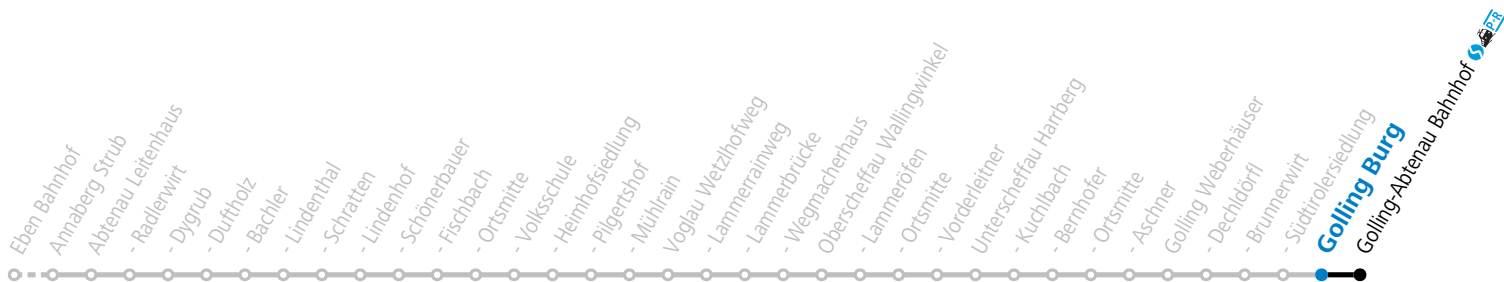 Eben Bahnhof
Annaberg Strub
Abtenau Leitenhaus
- Radlerwirt
- Dygrub
- Duftholz
- Bachler
- Lindenthal
- Schratten
- Lindenhof
- Schönerbauer
- Fischbach
- Ortsmitte
- Volksschule
- Heimhofsiedlung
- Pilgertshof
- Mühlrain
Voglau Wetzlhofweg
- Lammerrainweg
- Lammerbrücke
- Wegmacherhaus
Oberscheffau Wallingwinkel
- Lammeröfen
- Ortsmitte
- Vorderleitner
Unterscheffau Harrberg
- Kuchlbach
- Bernhofer
- Ortsmitte
- Aschner
Golling Weberhäuser
- Dechldörfl
- Brunnerwirt
- Südtirolersiedlung
Golling Burg
Golling-Abtenau Bahnhof S P+R